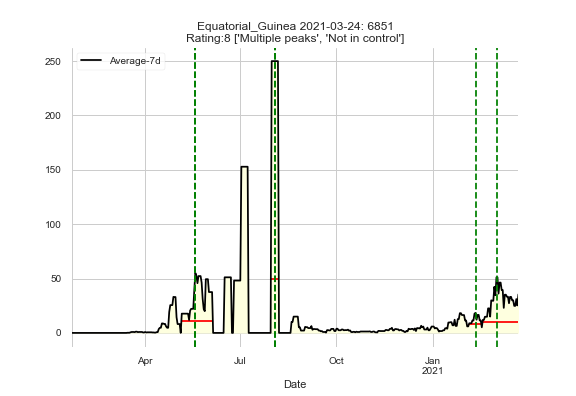 Equatorial_Guinea 2021-03-24: 6851
Rating:8 ['Multiple peaks', 'Not in control']
Average-7d
250
200
150
100
50
0
Apr
Jul
Oct
Jan
2021
Date